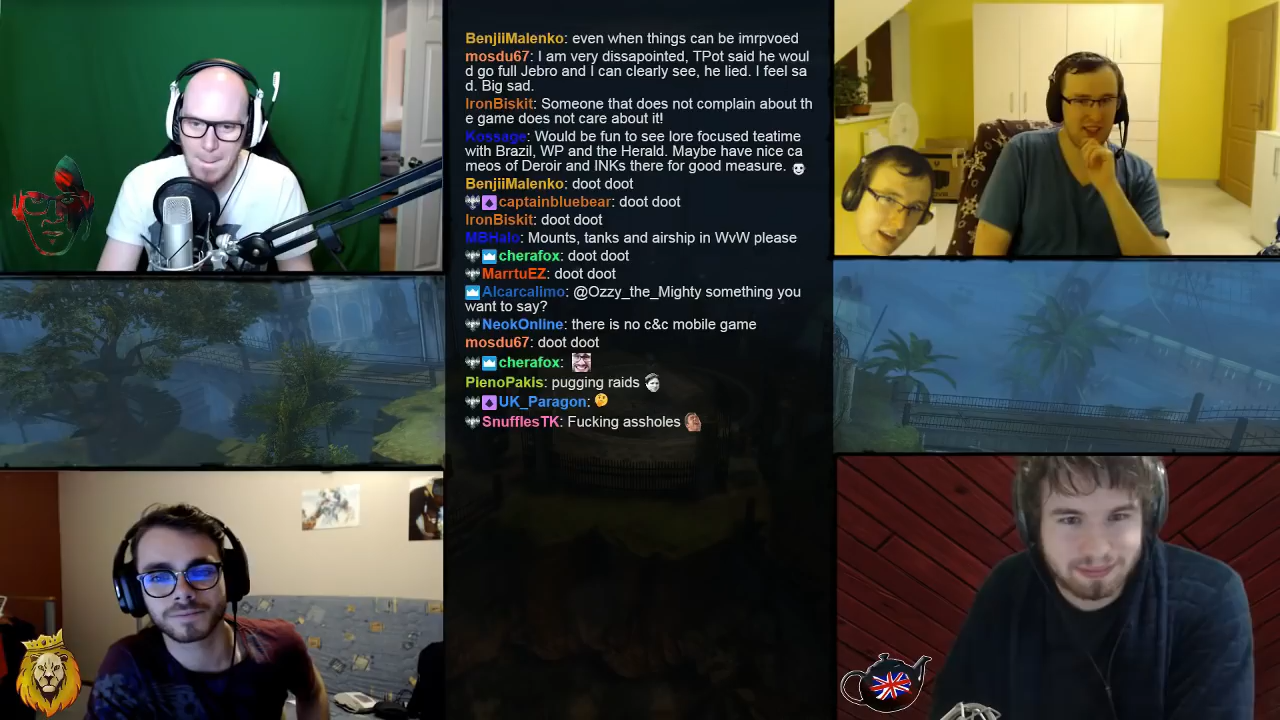 BenjiiMalenko: even when things can be imrpvoed
mosdu67: I am very dissapointed, TPot said he woul
d go full Jebro and I can clearly see, he lied. I feel sa
d. Big sad.
IronBiskit: Someone that does not complain about th
e game does not care about it!
Kossage: Would be fun to see lore focused teatime
with Brazil, WP and the Herald. Maybe have nice ca
meos of Deroir and INKs there for good measure.
BenjiiMalenko: doot doot
captainbluebear: doot doot
IronBiskit: doot doot
MBHalo: Mounts, tanks and airship in WvW please
cherafox: doot doot
MarrtuEZ: doot doot
Alcarcalimo: @Ozzy_the_Mighty something you
want to say?
NeokOnline: there is no c&c mobile game
mosdu67: doot doot
cherafox:
PienoPakis: pugging raids
UK_Paragon:
SnufflesTK: Fucking assholes